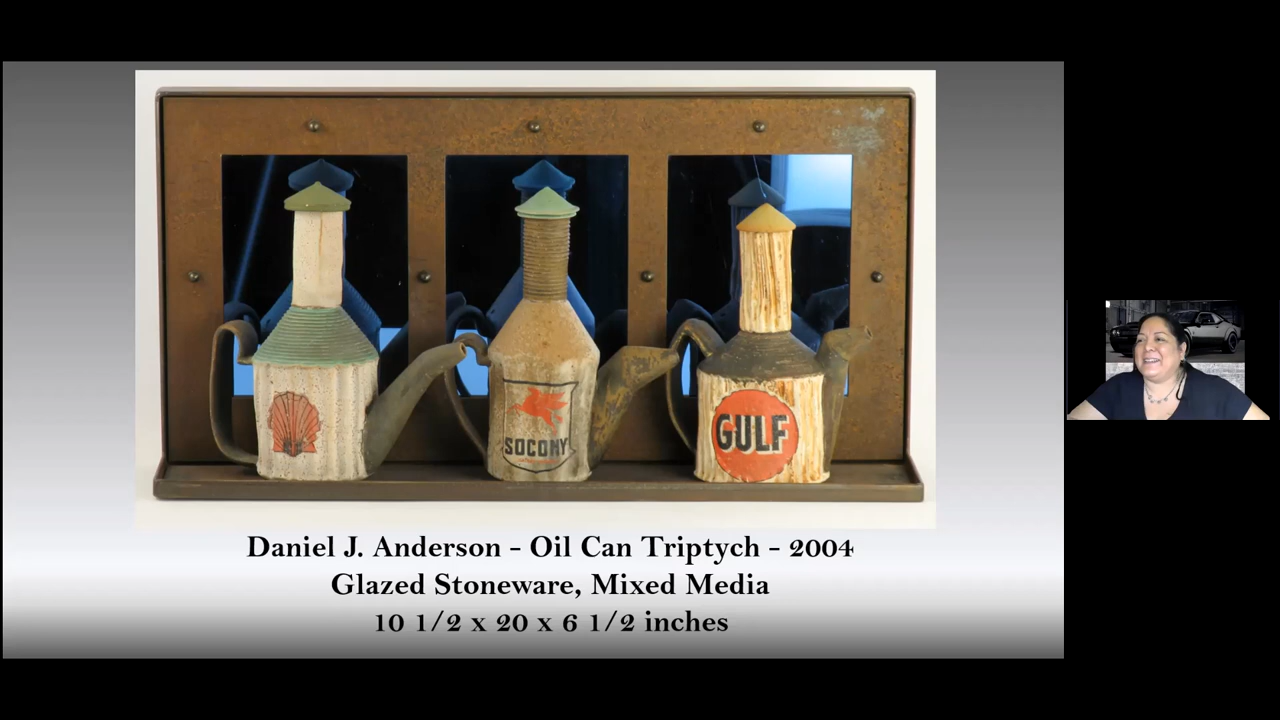 SOCONY
GULF
Daniel J. Anderson - Oil Can Triptych - 2004
Glazed Stoneware, Mixed Media
10 1/2 x 20 x 6 1/2 inches